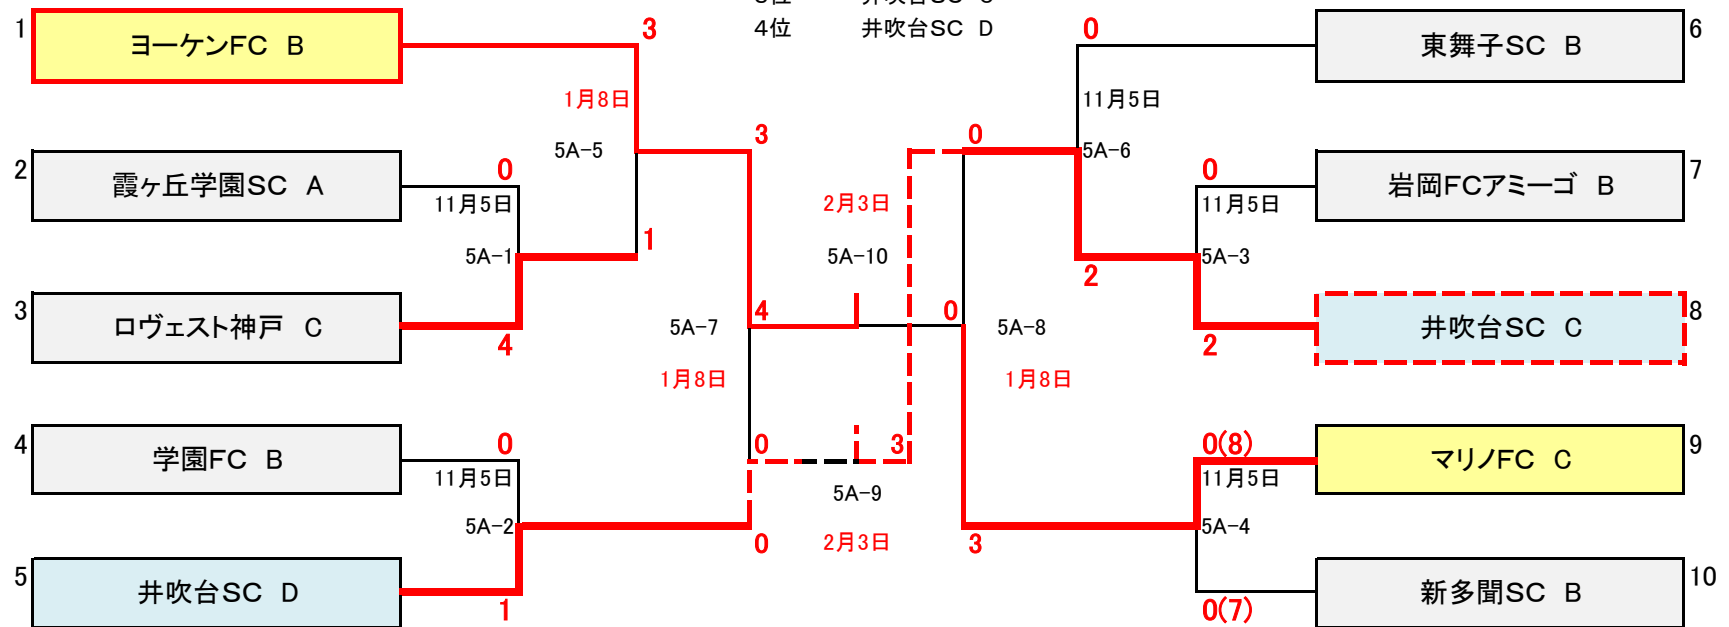 4位 井吹台SC D
1 ヨーケンFC B 3 0 東舞子SC B 6
1月8日 11月5日
5A-5 3 0 5A-6
2 霞ヶ丘学園SC A 0 0 岩岡FCアミーゴ B 7
11月5日 2月3日 11月5日
5A-1 1 5A-10 2 5A-3
3 ロヴェスト神戸 C 4 4 0 2 井吹台SC C 8
5A-7 5A-8
1月8日 1月8日
4 学園FC B 0 0 3 0(8) マリノFC C 9
11月5日 5A-9 11月5日
5A-2 0 2月3日 3 5A-4
5 井吹台SC D 1 0(7) 新多聞SC B 10